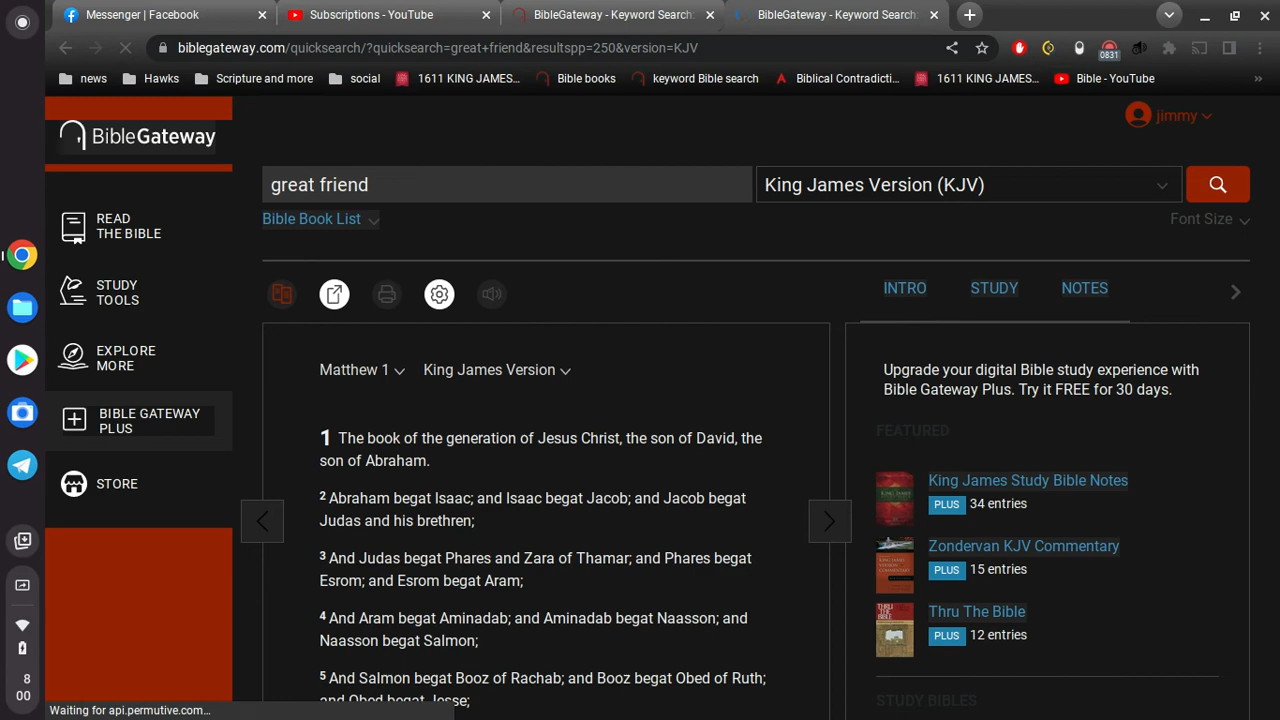 Messenger | Facebook
Subscriptions - YouTube
BibleGateway - Keyword Search:
BibleGateway - Keyword Search:
biblegateway.com/quicksearch/?quicksearch=great+friend&resultspp=250&version=KJV
0831
news
Hawks
Scripture and more
social
1611 KING JAMES...
Bible books
keyword Bible search
Biblical Contradicti...
1611 KING JAMES...
Bible - YouTube
»
BibleGateway
jimmy
great friend
King James Version (KJV)
Bible Book List
Font Size
READ
THE BIBLE
STUDY
TOOLS
EXPLORE
MORE
BIBLE GATEWAY
PLUS
STORE
INTRO
STUDY
NOTES
Matthew 1
King James Version
1 The book of the generation of Jesus Christ, the son of David, the
son of Abraham.
2 Abraham begat Isaac; and Isaac begat Jacob; and Jacob begat
Judas and his brethren;
3 And Judas begat Phares and Zara of Thamar; and Phares begat
Esrom; and Esrom begat Aram;
4 And Aram begat Aminadab; and Aminadab begat Naasson; and
Naasson begat Salmon;
5 And Salmon begat Booz of Rachab; and Booz begat Obed of Ruth;
and Obed begat Jesse;
Upgrade your digital Bible study experience with
Bible Gateway Plus. Try it FREE for 30 days.
FEATURED
King James Study Bible Notes
PLUS 34 entries
Zondervan KJV Commentary
PLUS 15 entries
Thru The Bible
PLUS 12 entries
STUDY BIBLES
8
00
Waiting for api.permutive.com...